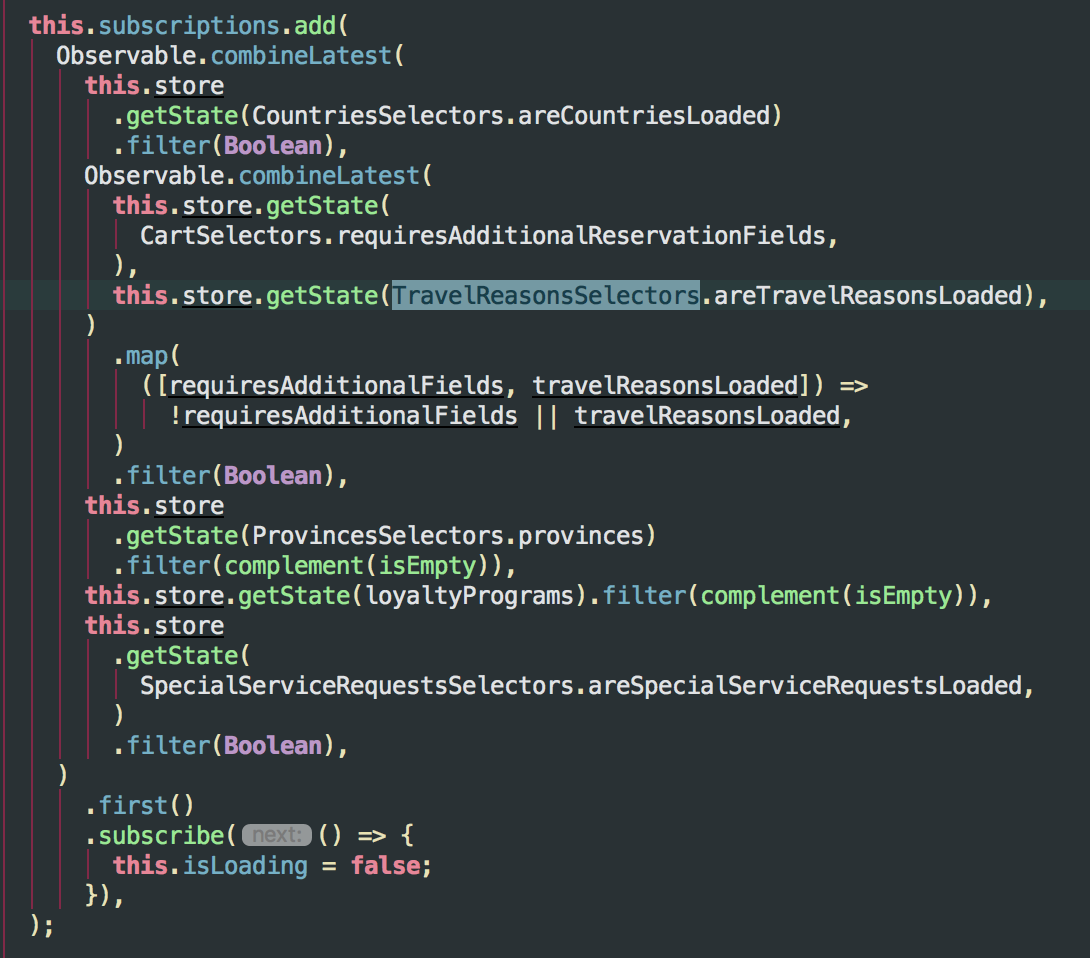 this.subscriptions.add(
Observable.combineLatest(
this.store
.getState(CountriesSelectors.areCountriesLoaded)
.filter(Boolean),
Observable.combineLatest(
this.store.getState(
CartSelectors.requiresAdditionalReservationFields,
),
this.store.getState(TravelReasonsSelectors.areTravelReasonsLoaded),
)
.map(
([requiresAdditionalFields, travelReasonsLoaded]) =>
!requiresAdditionalFields || travelReasonsLoaded,
)
.filter(Boolean),
this.store
.getState(ProvincesSelectors.provinces)
.filter(complement(isEmpty)),
this.store.getState(loyaltyPrograms).filter(complement(isEmpty)),
this.store
.getState(
SpecialServiceRequestsSelectors.areSpecialServiceRequestsLoaded,
)
.filter(Boolean),
)
.first()
.subscribe( next: () => {
this.isLoading = false;
}),
);